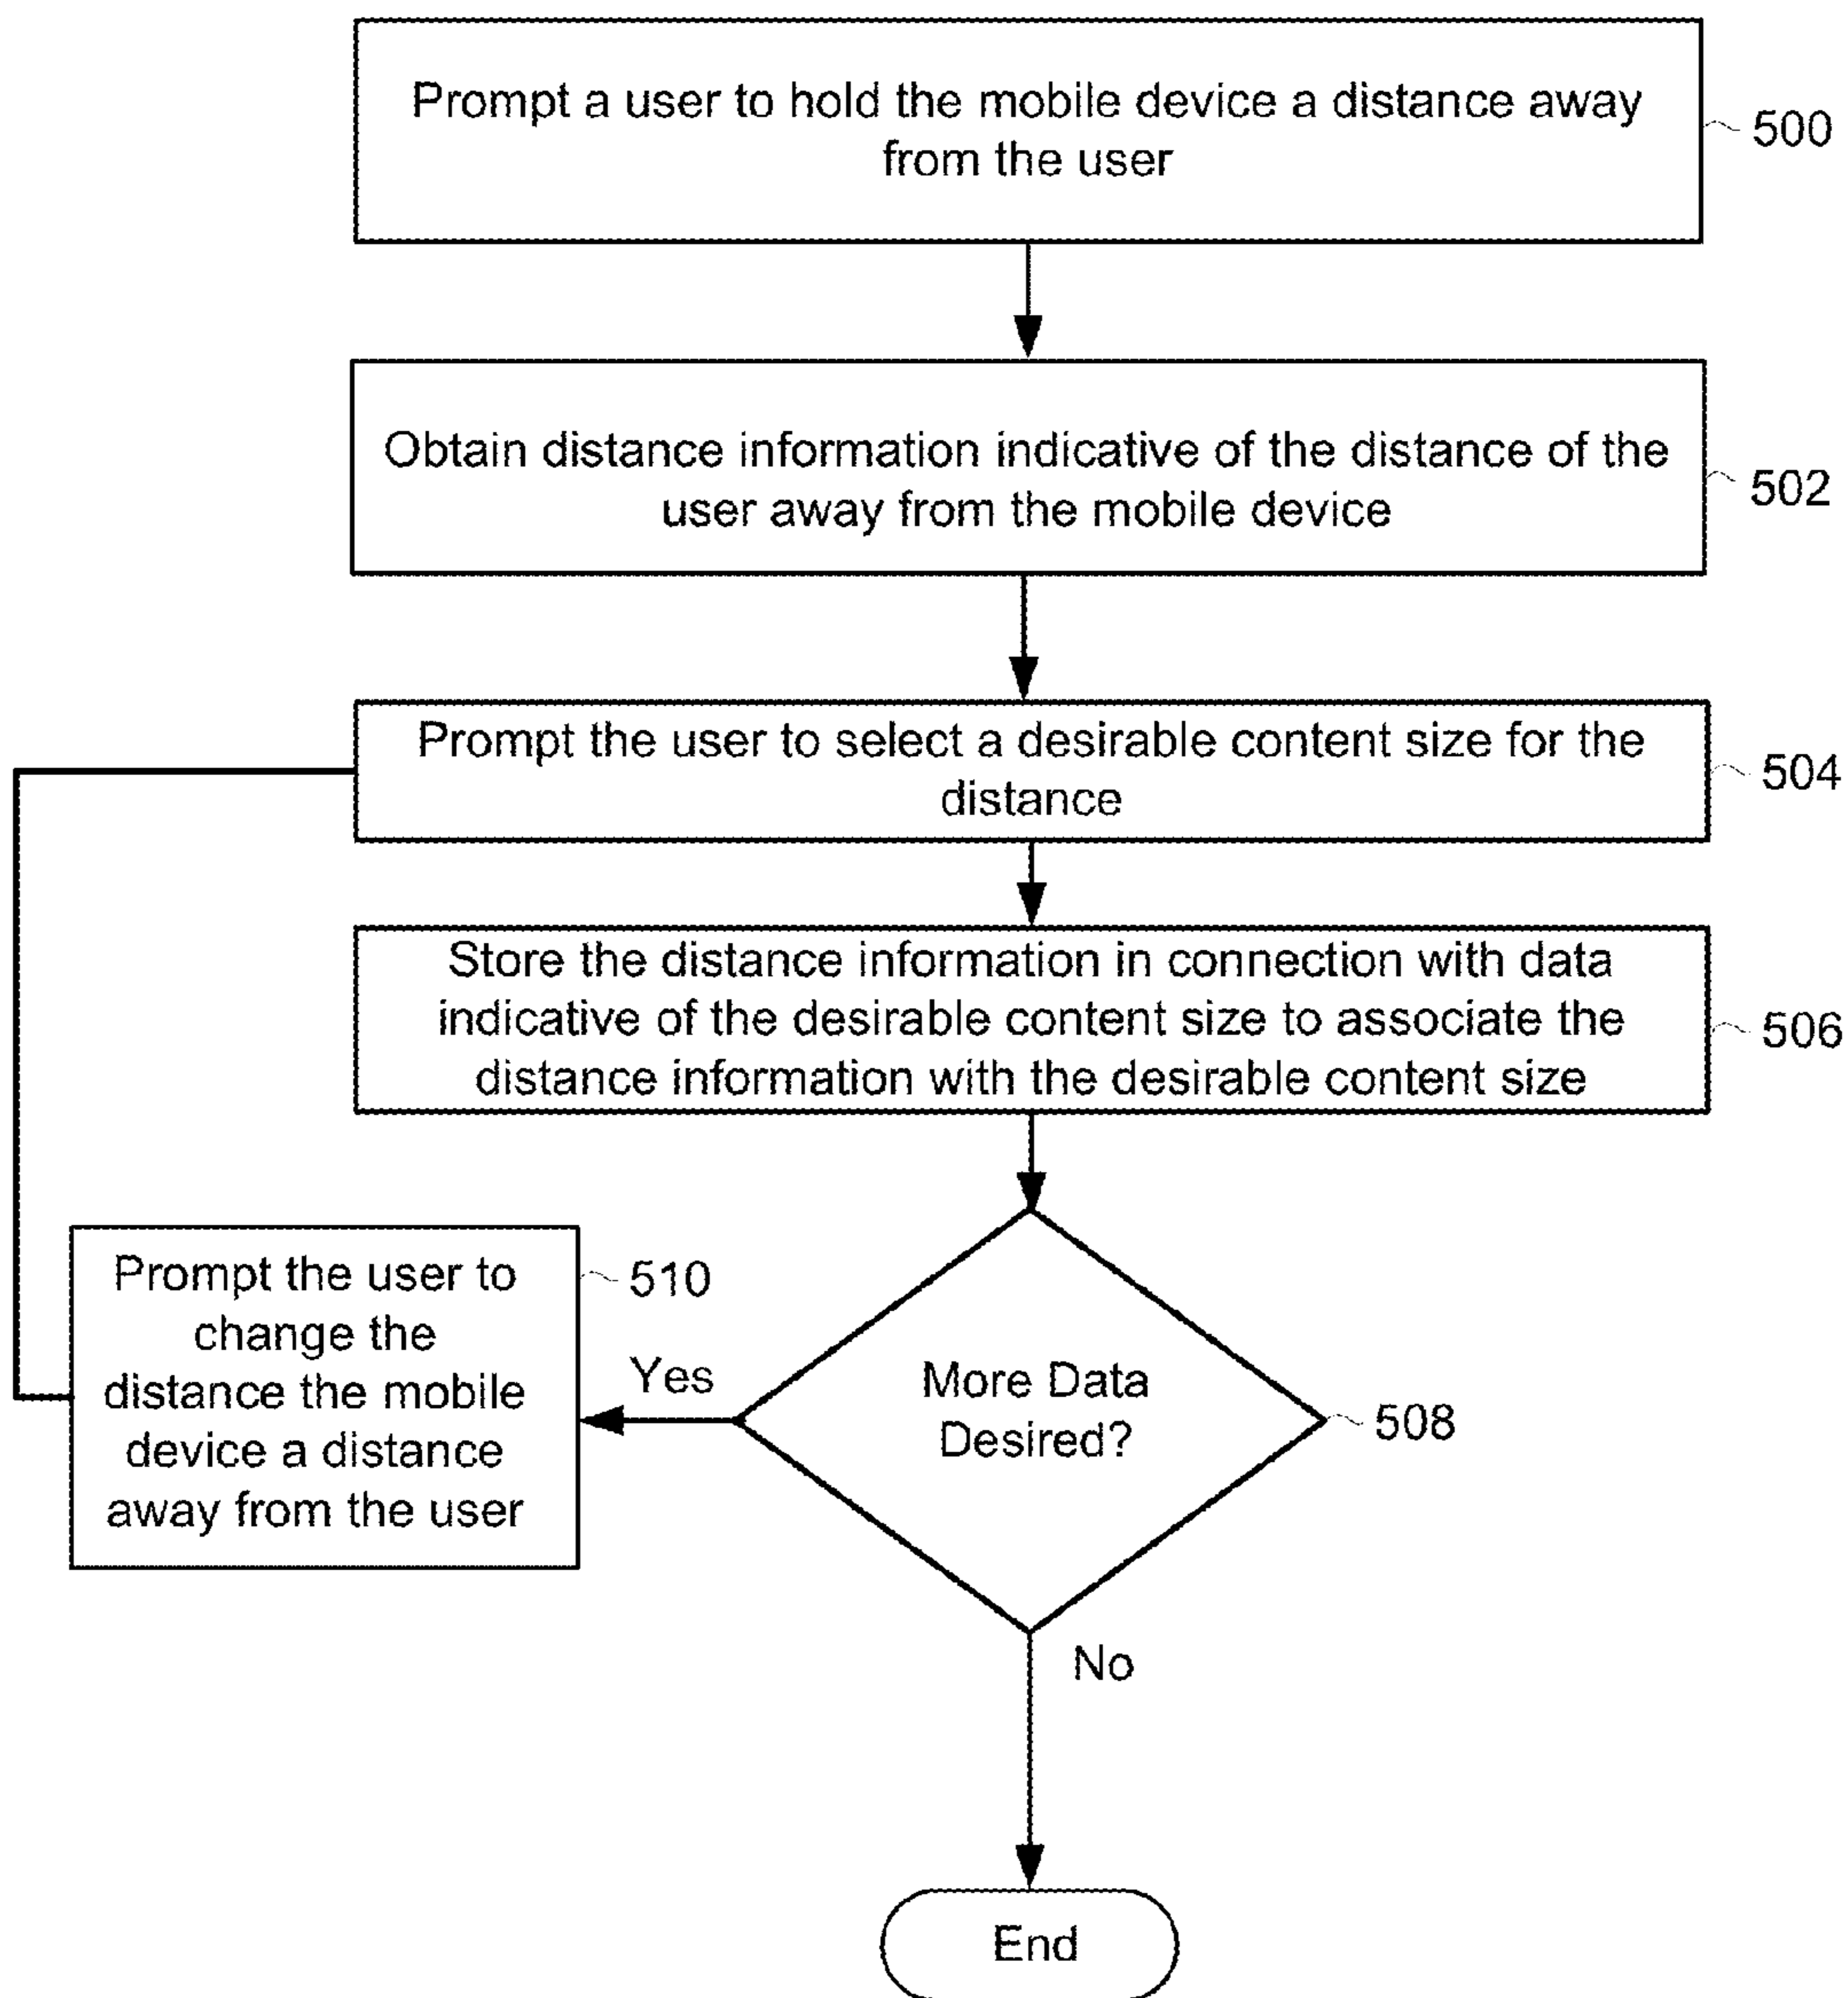 Prompt a user to hold the mobile device a distance away
from the user
500
Obtain distance information indicative of the distance of the
user away from the mobile device
502
Prompt the user to select a desirable content size for the
distance
504
Store the distance information in connection with data
indicative of the desirable content size to associate the
distance information with the desirable content size
506
Prompt the user to
change the
distance the mobile
device a distance
away from the user
510
Yes
More Data
Desired?
508
No
End